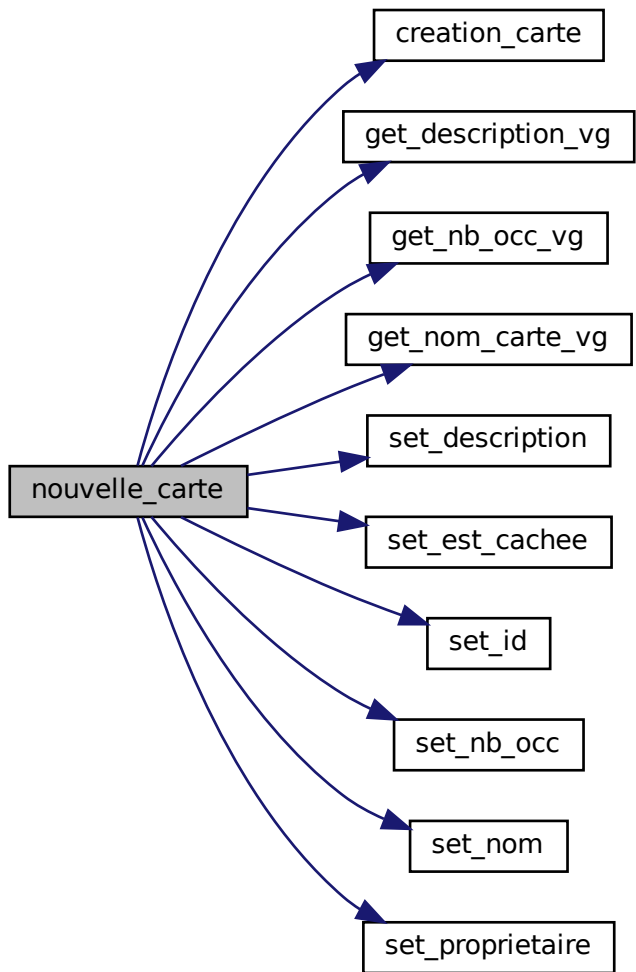 creation_carte
get_description_vg
get_nb_occ_vg
get_nom_carte_vg
set_description
nouvelle_carte
set_est_cachee
set_id
set_nb_occ
set_nom
set_proprietaire